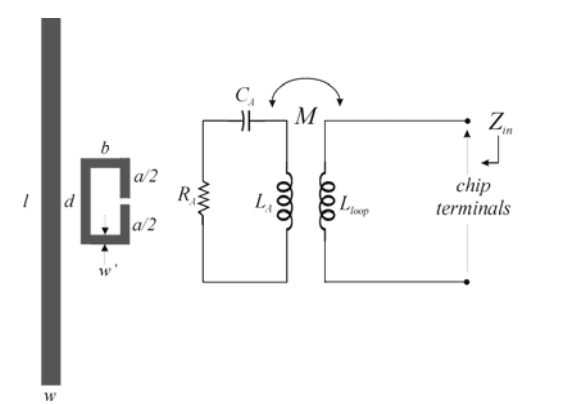 b
a/2
l
d
a/2
w'
w
C_A
M
R_A
L_A
L_loop
Z_in
chip
terminals